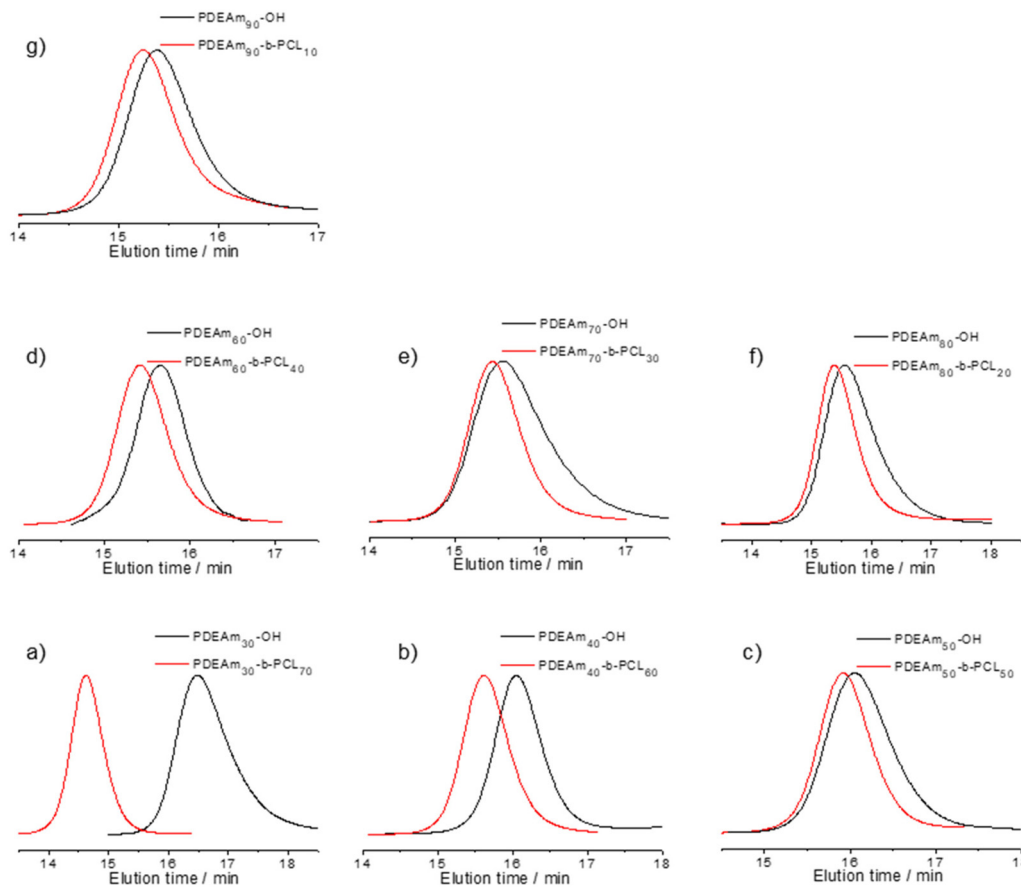 g)
PDEAm90-OH
PDEAm90-b-PCL10
14 15 16 17
Elution time / min
d)
PDEAm60-OH
PDEAm60-b-PCL40
14 15 16 17
Elution time / min
e)
PDEAm70-OH
PDEAm70-b-PCL30
14 15 16 17
Elution time / min
f)
PDEAm80-OH
PDEAm80-b-PCL20
14 15 16 17 18
Elution time / min
a)
PDEAm30-OH
PDEAm30-b-PCL70
14 15 16 17 18
Elution time / min
b)
PDEAm40-OH
PDEAm40-b-PCL60
14 15 16 17 18
Elution time / min
c)
PDEAm50-OH
PDEAm50-b-PCL50
15 16 17
Elution time / min